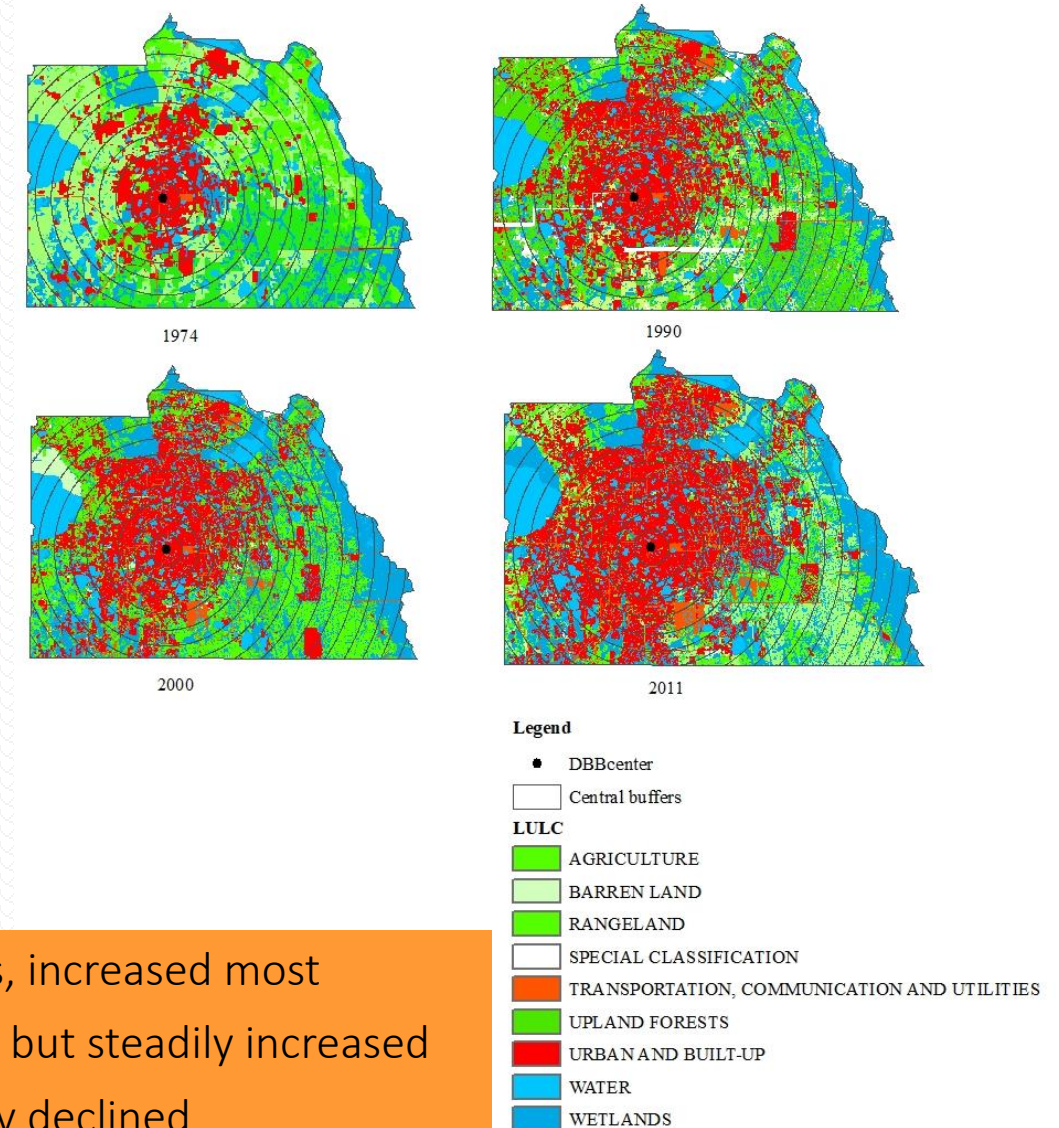 1974
1990
2000
2011
Legend
DBBcenter
Central buffers
LULC
AGRICULTURE
BARREN LAND
RANGELAND
SPECIAL CLASSIFICATION
TRANSPORTATION, COMMUNICATION AND UTILITIES
UPLAND FORESTS
URBAN AND BUILT-UP
WATER
WETLANDS
, increased most
but steadily increased
declined